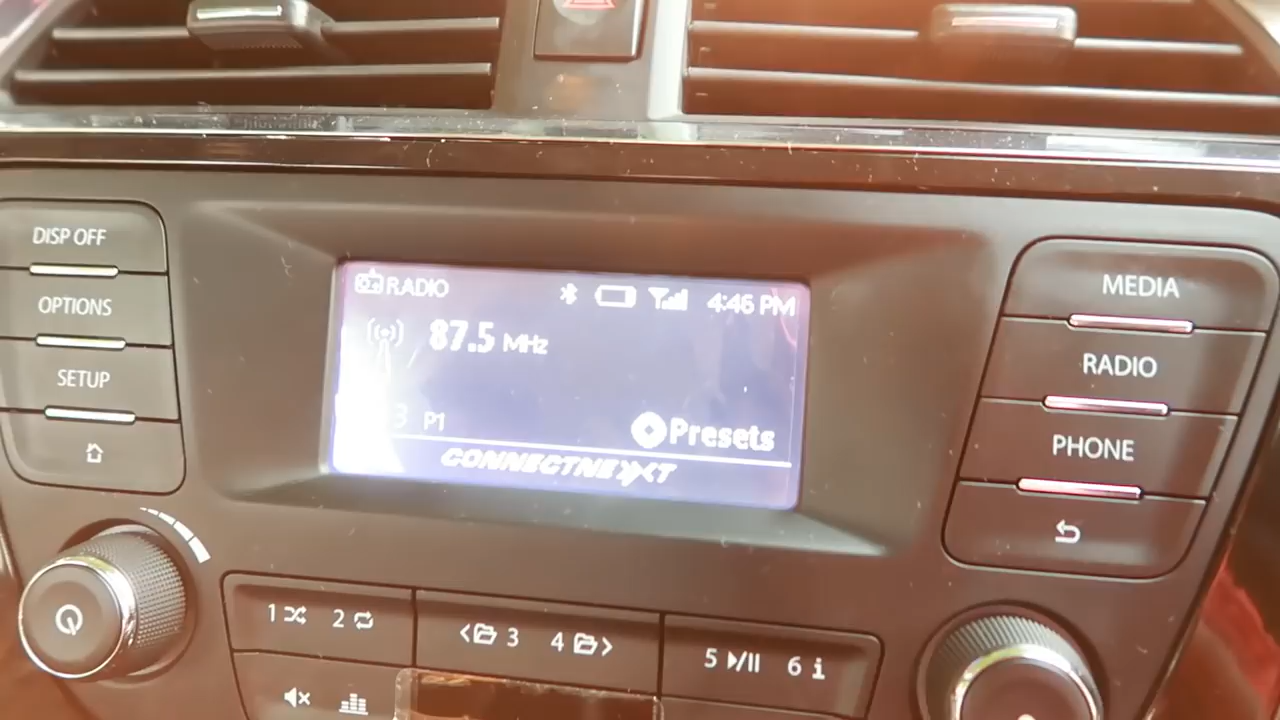 DISP OFF
OPTIONS
SETUP
RADIO 4:46 PM
87.5 MHz
P1 Presets
CONNECTNEXT
MEDIA
RADIO
PHONE
1 2
3 4
5 6 i